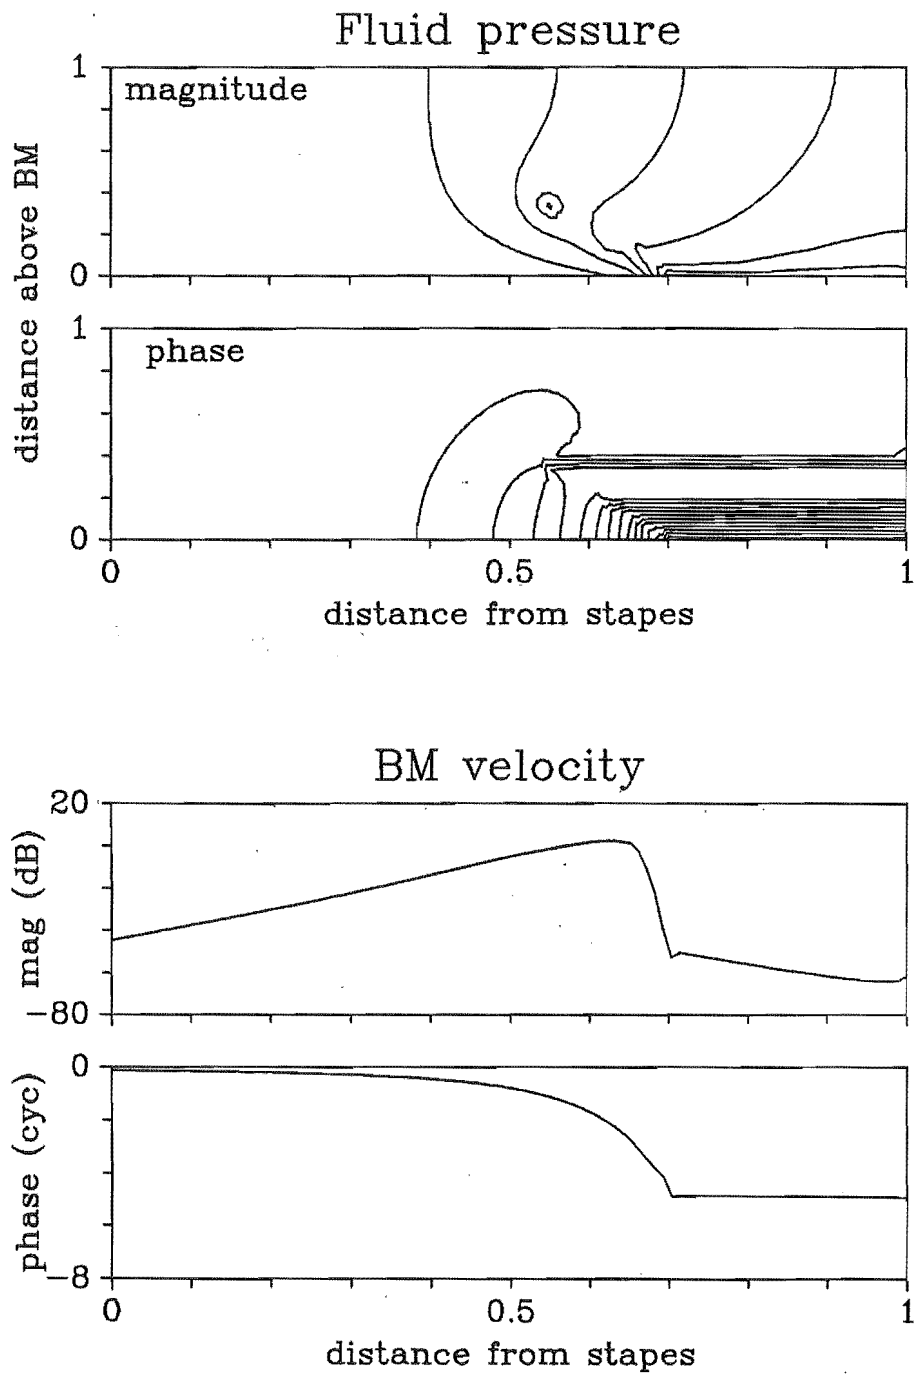 Fluid pressure
1
magnitude
0
distance above BM
1
phase
0
0 0.5 1
distance from stapes
BM velocity
20
mag (dB)
-80
0
phase (cyc)
-8
0 0.5 1
distance from stapes